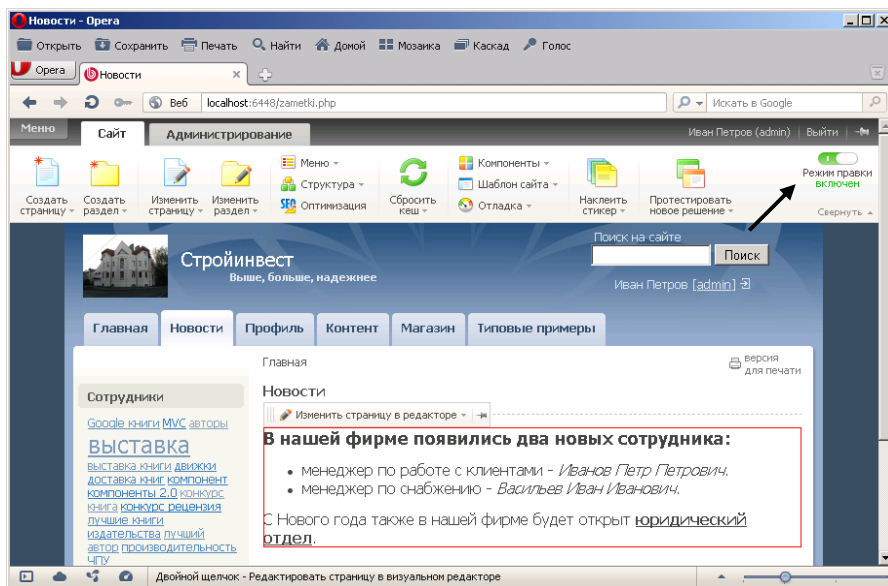 Новости - Opera
Открыть Сохранить Печать Найти Домой Мозаика Каскад Голос
Opera Новости
Веб localhost:6448/zametki.php Искать в Google
Меню Сайт Администрирование Иван Петров (admin) Выйти
Создать страницу Создать раздел Изменить страницу Изменить раздел
Меню
Структура
SEO Оптимизация
Сбросить кеш
Компоненты
Шаблон сайта
Отладка
Наклеить стикер
Протестировать новое решение
Режим правки
включен
Свернуть
Стройинвест
Выше, больше, надежнее
Поиск на сайте
Поиск
Иван Петров [admin]
Главная Новости Профиль Контент Магазин Типовые примеры
Главная
версия
для печати
Сотрудники
Google книги MVC авторы
выставка
выставка книги движки
доставка книг компонент
компоненты 2.0 конкурс
книга конкурс рецензия
лучшие книги
издательства лучший
автор производительность
ЧПУ
Новости
Изменить страницу в редакторе
В нашей фирме появились два новых сотрудника:
менеджер по работе с клиентами - Иванов Петр Петрович.
менеджер по снабжению - Васильев Иван Иванович.
С Нового года также в нашей фирме будет открыт юридический
отдел.
Двойной щелчок - Редактировать страницу в визуальном редакторе